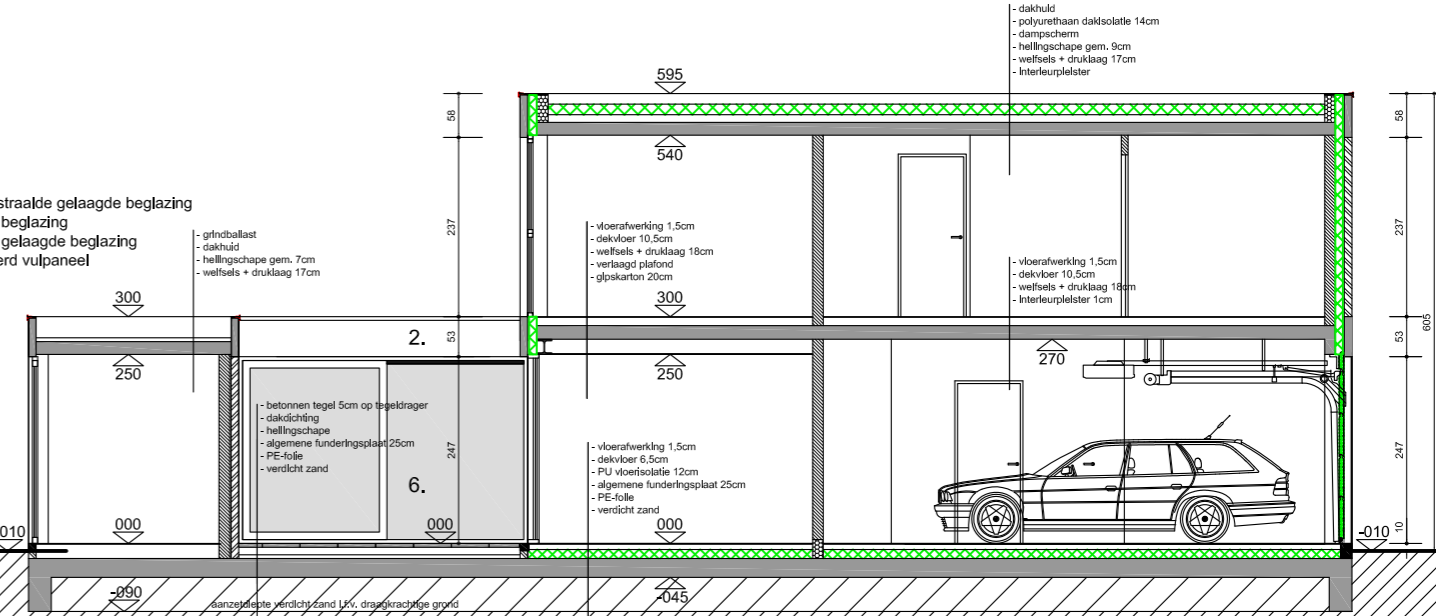 - dakhuid
- polyurethaan dakisolatie 14cm
- dampscherm
- hellingschape gem. 9cm
- welfsels + druklaag 17cm
- interieurpleister
595
58
58
540
straalde gelaagde beglazing
beglazing
gelaagde beglazing
erd vulpaneel
- grindballast
- dakhuid
- hellingschape gem. 7cm
- welfsels + druklaag 17cm
237
- vloerafwerking 1,5cm
- dekvloer 10,5cm
- welfsels + druklaag 18cm
- verlaagd plafond
- gipskarton 20cm
237
- vloerafwerking 1,5cm
- dekvloer 10,5cm
- welfsels + druklaag 18cm
- interieurpleister 1cm
300
300
2.
53
53
605
250
250
270
- betonnen tegel 5cm op tegeldrager
- dakdichting
- hellingschape
- algemene funderingsplaat 25cm
- PE-folie
- verdicht zand
247
6.
- vloerafwerking 1,5cm
- dekvloer 6,5cm
- PU vloerisolatie 12cm
- algemene funderingsplaat 25cm
- PE-folie
- verdicht zand
247
010
000
000
000
10
-010
-090
-045
aanzetdiepte verdicht zand i.f.v. draagkrachtige grond